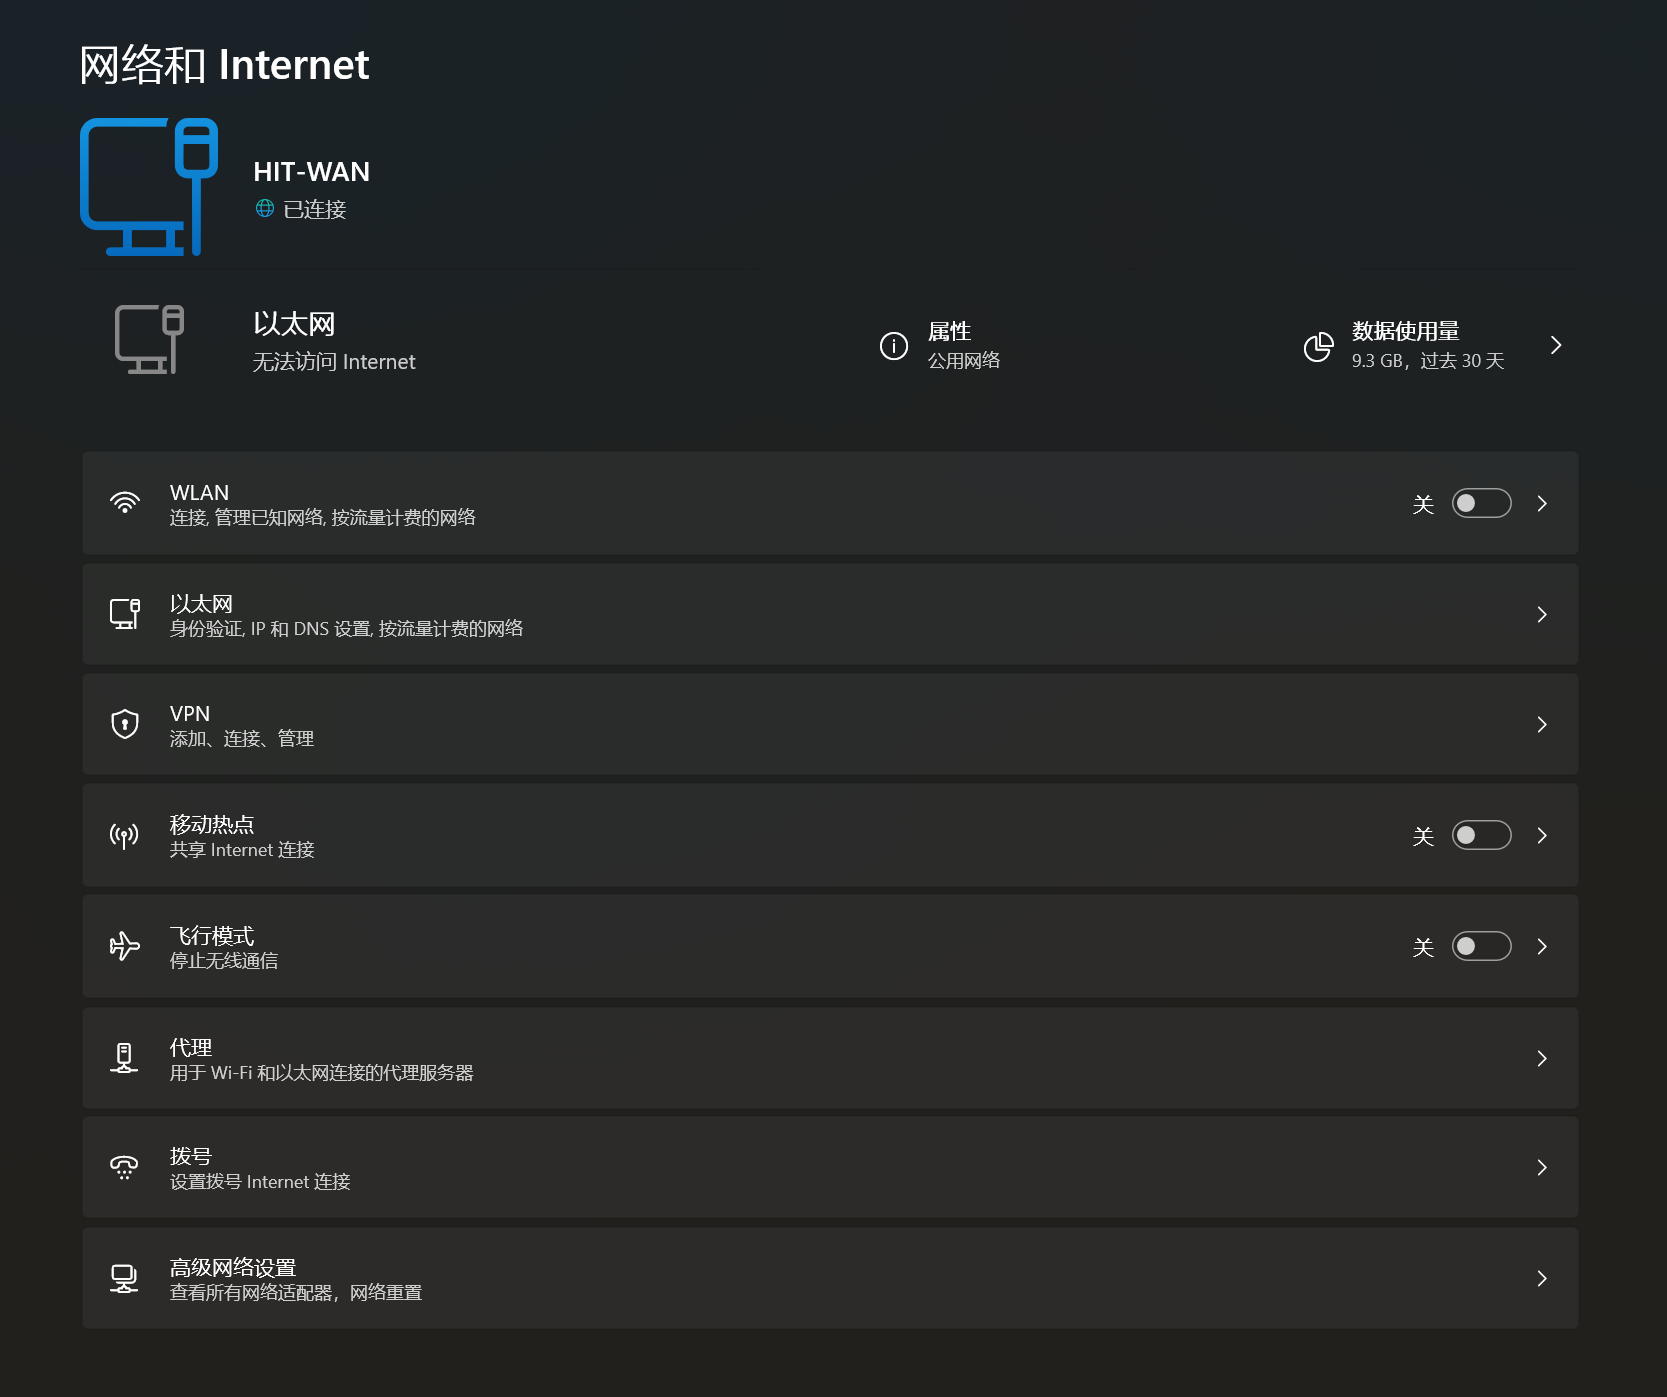 网络和 Internet
HIT-WAN
已连接
以太网
无法访问 Internet
属性
公用网络
数据使用量
9.3 GB，过去 30 天
WLAN
连接, 管理已知网络, 按流量计费的网络
关
以太网
身份验证, IP 和 DNS 设置, 按流量计费的网络
VPN
添加、连接、管理
移动热点
共享 Internet 连接
关
飞行模式
停止无线通信
关
代理
用于 Wi-Fi 和以太网连接的代理服务器
拨号
设置拨号 Internet 连接
高级网络设置
查看所有网络适配器，网络重置